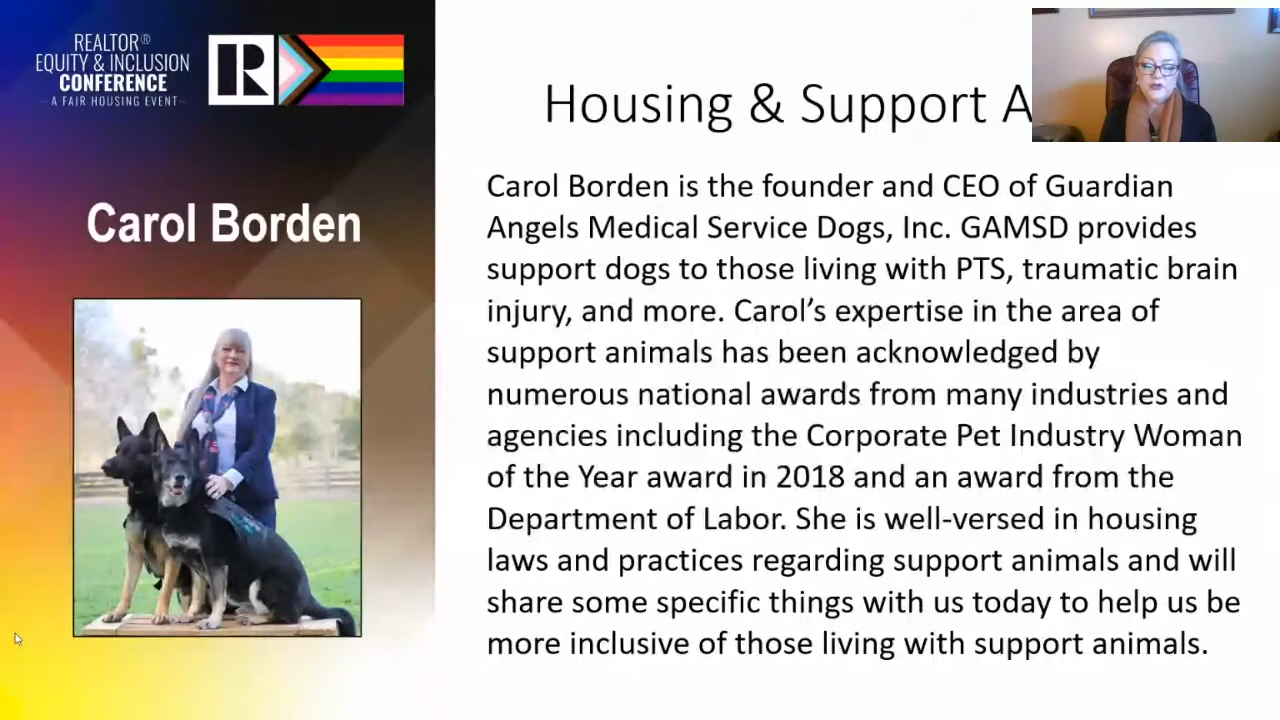 REALTOR®
EQUITY & INCLUSION
CONFERENCE
A FAIR HOUSING EVENT
R
Carol Borden
Housing & Support A
Carol Borden is the founder and CEO of Guardian
Angels Medical Service Dogs, Inc. GAMSD provides
support dogs to those living with PTS, traumatic brain
injury, and more. Carol’s expertise in the area of
support animals has been acknowledged by
numerous national awards from many industries and
agencies including the Corporate Pet Industry Woman
of the Year award in 2018 and an award from the
Department of Labor. She is well-versed in housing
laws and practices regarding support animals and will
share some specific things with us today to help us be
more inclusive of those living with support animals.